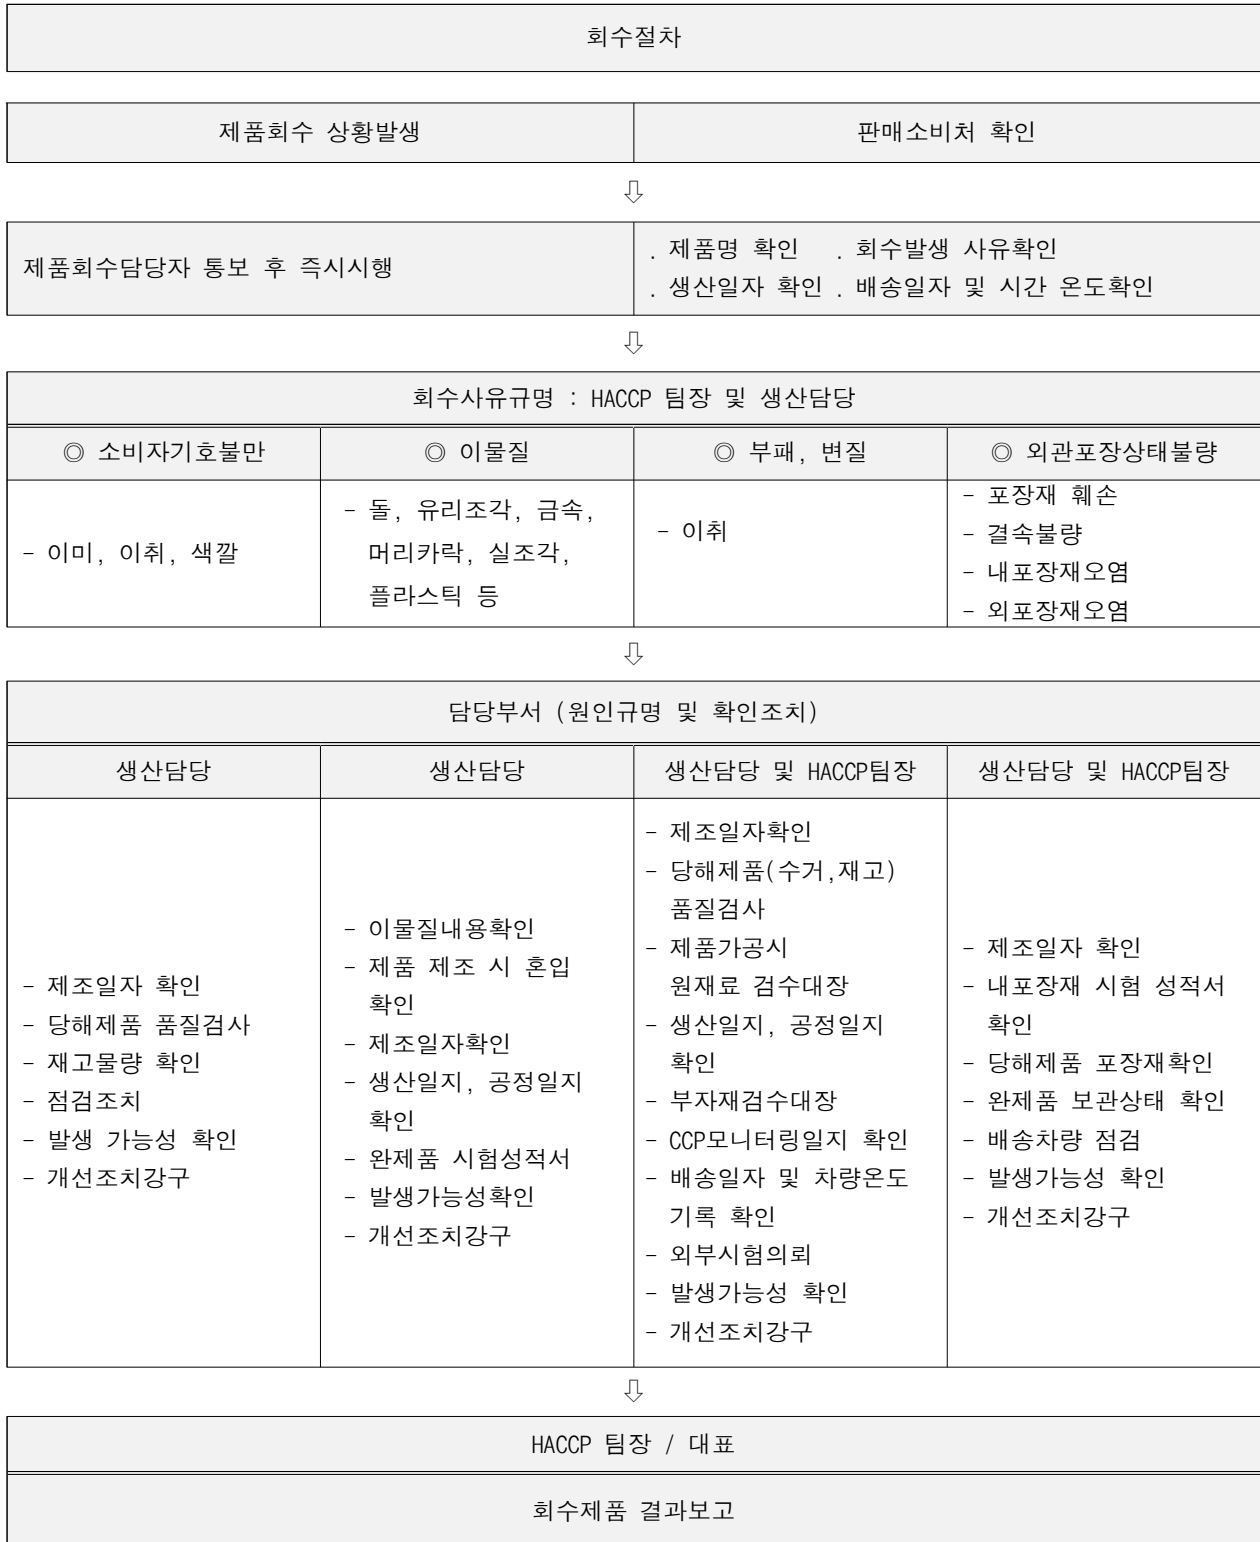 회수절차
제품회수 상황발생
판매소비처 확인
⇩
제품회수담당자 통보 후 즉시시행
. 제품명 확인 . 회수발생 사유확인
. 생산일자 확인 . 배송일자 및 시간 온도확인
⇩
회수사유규명 : HACCP 팀장 및 생산담당
◎ 소비자기호불만
◎ 이물질
◎ 부패, 변질
◎ 외관포장상태불량
- 이미, 이취, 색깔
- 돌, 유리조각, 금속,
머리카락, 실조각,
플라스틱 등
- 이취
- 포장재 훼손
- 결속불량
- 내포장재오염
- 외포장재오염
⇩
담당부서 (원인규명 및 확인조치)
생산담당
생산담당
생산담당 및 HACCP팀장
생산담당 및 HACCP팀장
- 제조일자 확인
- 당해제품 품질검사
- 재고물량 확인
- 점검조치
- 발생 가능성 확인
- 개선조치강구
- 이물질내용확인
- 제품 제조 시 혼입
확인
- 제조일자확인
- 생산일지, 공정일지
확인
- 완제품 시험성적서
- 발생가능성확인
- 개선조치강구
- 제조일자확인
- 당해제품(수거,재고)
품질검사
- 제품가공시
원재료 검수대장
- 생산일지, 공정일지
확인
- 부자재검수대장
- CCP모니터링일지 확인
- 배송일자 및 차량온도
기록 확인
- 외부시험의뢰
- 발생가능성 확인
- 개선조치강구
- 제조일자 확인
- 내포장재 시험 성적서
확인
- 당해제품 포장재확인
- 완제품 보관상태 확인
- 배송차량 점검
- 발생가능성 확인
- 개선조치강구
⇩
HACCP 팀장 / 대표
회수제품 결과보고